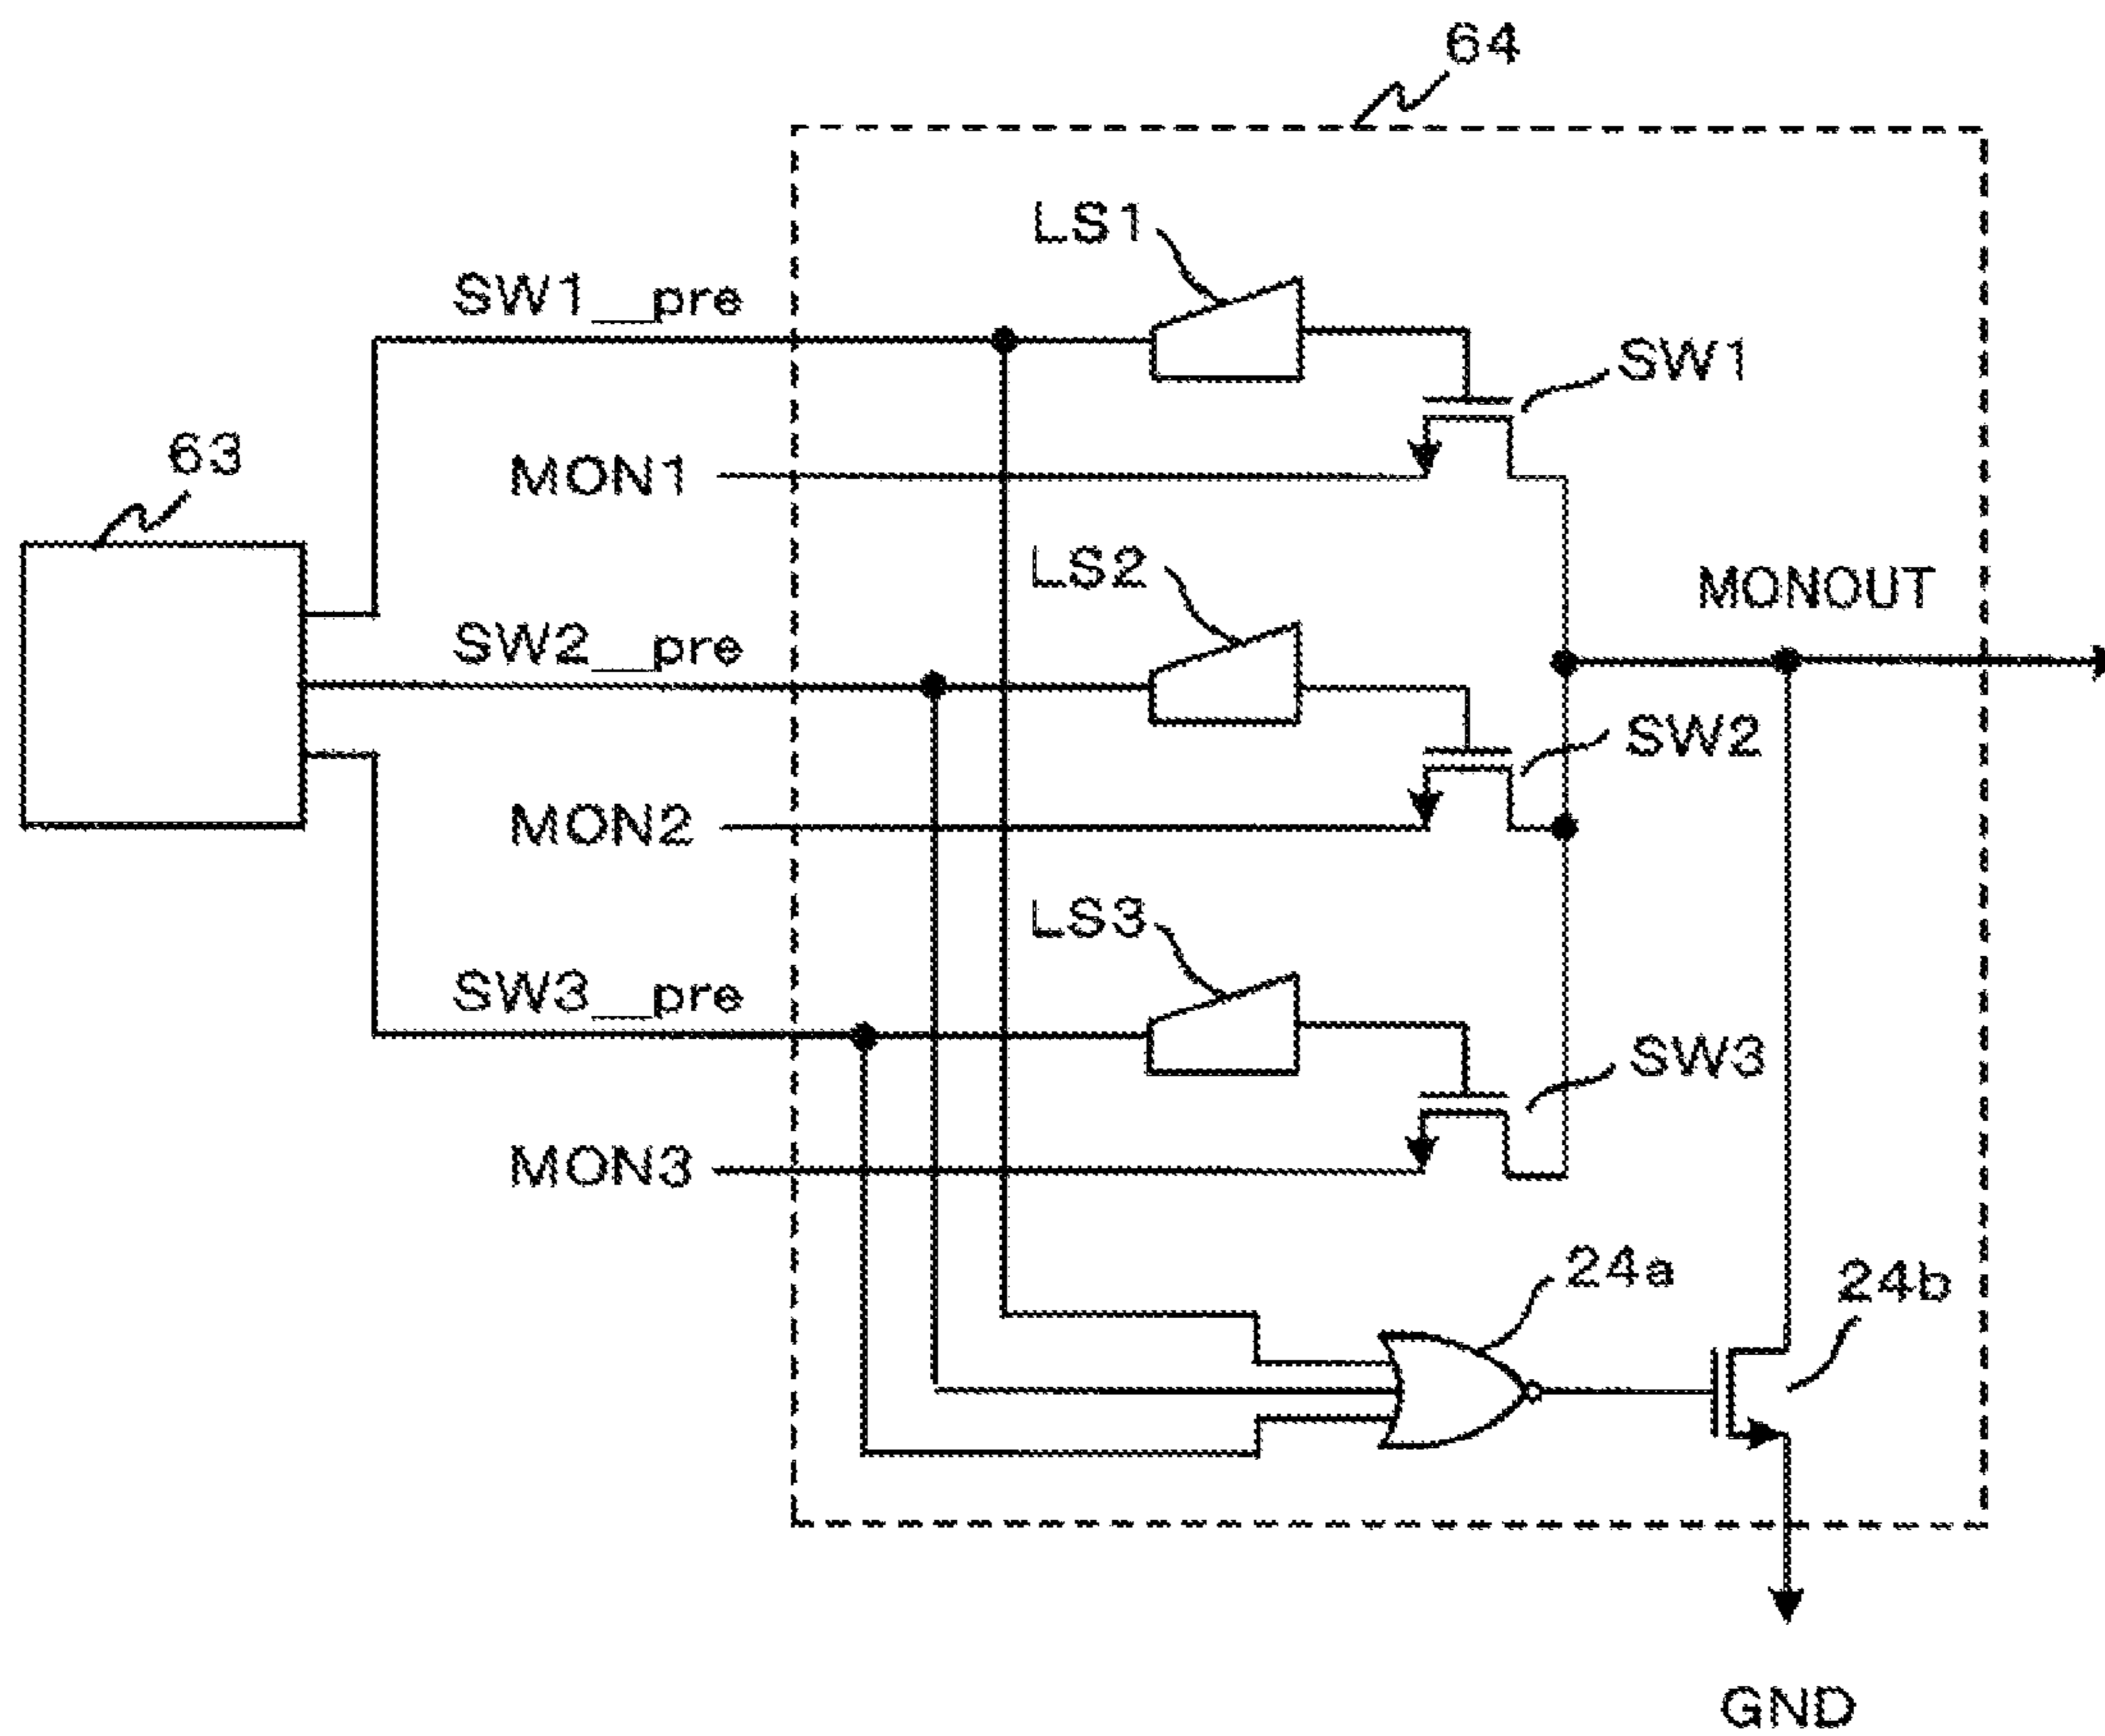 64
LS1
SW1__pre
SW1
63
MON1
LS2
MONOUT
SW2__pre
SW2
MON2
LS3
SW3__pre
SW3
MON3
24a
24b
GND